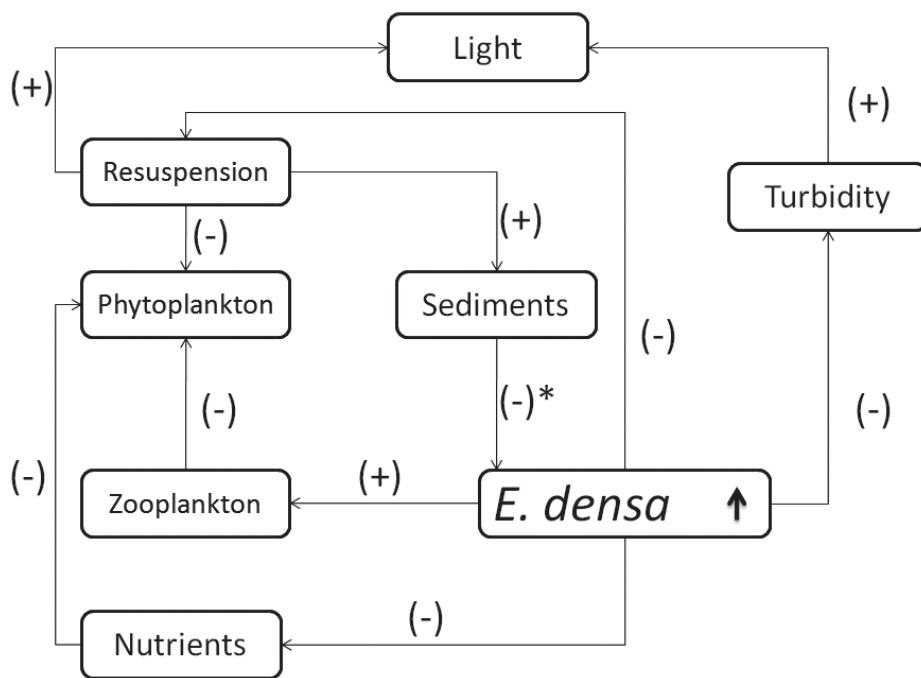 Light
(+)
(+)
Resuspension
Turbidity
(-)
(+)
Phytoplankton
Sediments
(-)
(-)
(-)*
(-)
(-)
(+)
Zooplankton
E. densa ↑
(-)
Nutrients